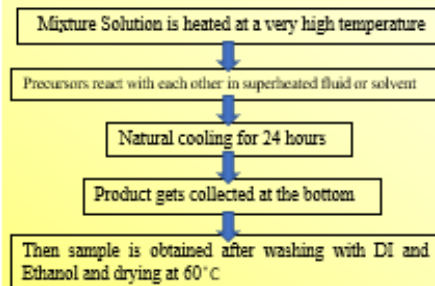 Mixture Solution is heated at a very high temperature
Precursors react with each other in superheated fluid or solvent
Natural cooling for 24 hours
Product gets collected at the bottom
Then sample is obtained after washing with DI and
Ethanol and drying at 60°C